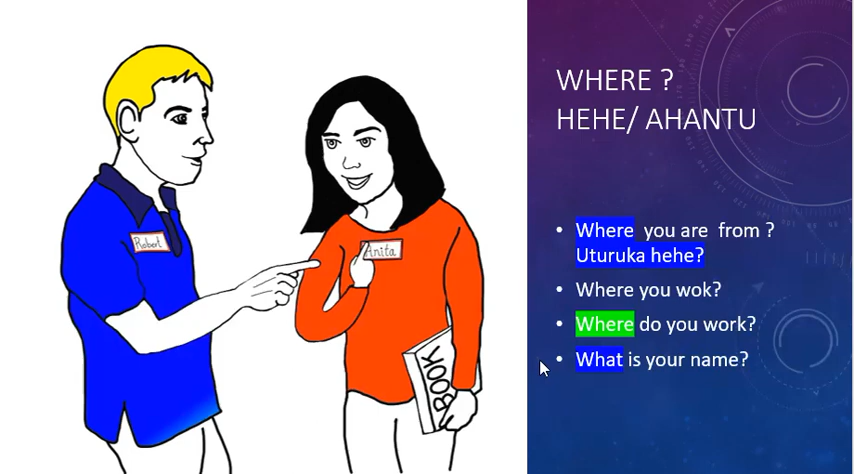 Robert
Anita
BOOK
WHERE ?
HEHE/ AHANTU
• Where you are from ?
Uturuka hehe?
• Where you wok?
• Where do you work?
• What is your name?